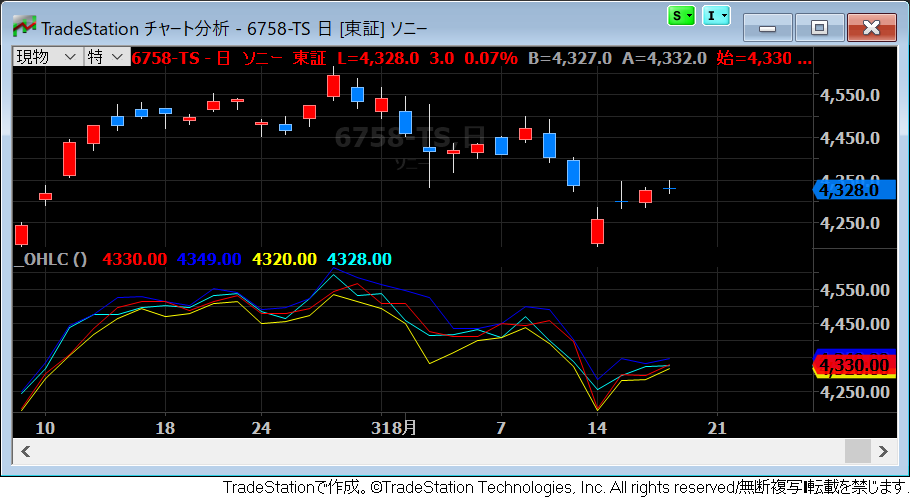 TradeStation チャート分析 - 6758-TS 日 [東証] ソニー
S I
現物 特 6758-TS - 日 ソニー 東証 L=4,328.0 3.0 0.07% B=4,327.0 A=4,332.0 始=4,330 ...
4,550.0
6758-TS,日
4,450.0
ソニー
4,328.0
4,250.0
_OHLC () 4330.00 4349.00 4320.00 4328.00
4,550.00
4,450.00
4,330.00
4,250.00
10 18 24 31 8月 7 14 21
TradeStationで作成。©TradeStation Technologies, Inc. All rights reserved/無断複写転載を禁じます.